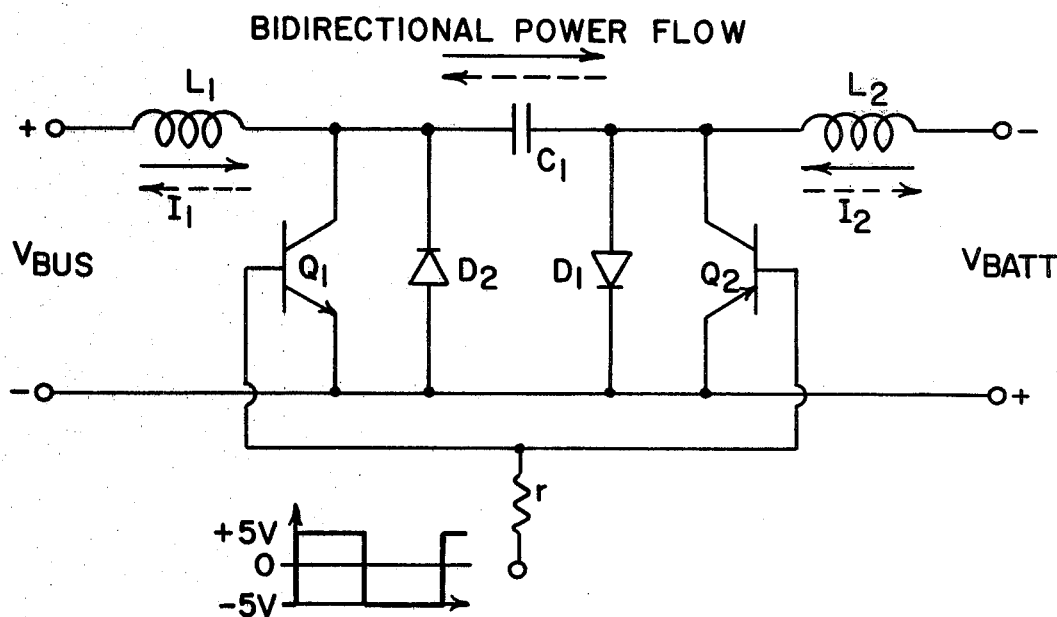 BIDIRECTIONAL POWER FLOW
L1
L2
+
-
C1
I1
I2
VBUS
Q1
D2
D1
Q2
VBATT
-
+
r
+5V
0
-5V